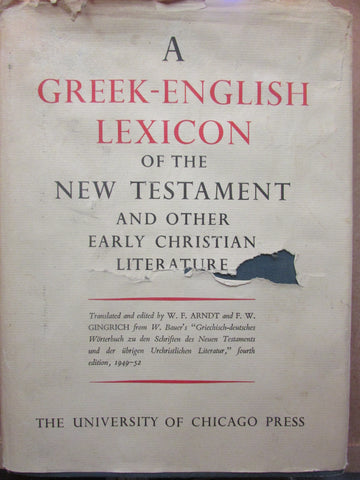 A
GREEK-ENGLISH
LEXICON
OF THE
NEW TESTAMENT
AND OTHER
EARLY CHRISTIAN
LITERATURE
Translated and edited by W. F. ARNDT and F. W.
GINGRICH from W. Bauer's "Griechisch-deutsches
Wörterbuch zu den Schriften des Neuen Testaments
und der übrigen Urchristlichen Literatur," fourth
edition, 1949-52
THE UNIVERSITY OF CHICAGO PRESS